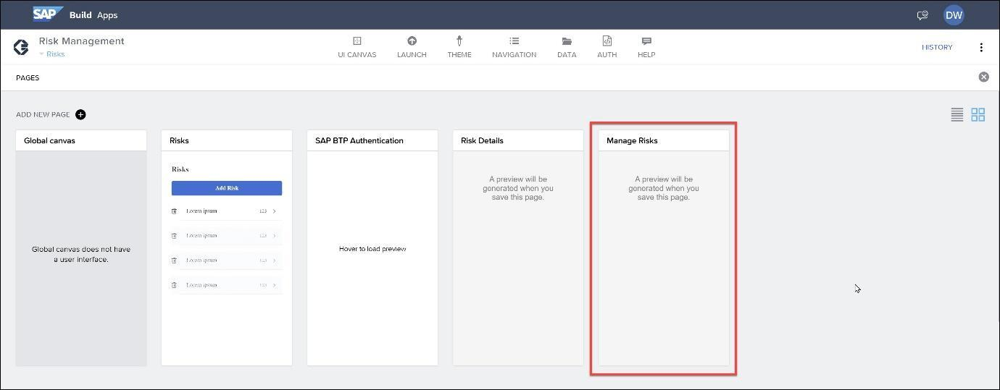 SAP Build Apps
DW
Risk Management
Risks
UI CANVAS LAUNCH THEME NAVIGATION DATA AUTH HELP
HISTORY
PAGES
ADD NEW PAGE
Global canvas
Global canvas does not have
a user interface.
Risks
Risks
Add Risk
Lorem ipsum 123
Lorem ipsum 123
Lorem ipsum 123
Lorem ipsum 123
SAP BTP Authentication
Hover to load preview
Risk Details
A preview will be
generated when you
save this page.
Manage Risks
A preview will be
generated when you
save this page.